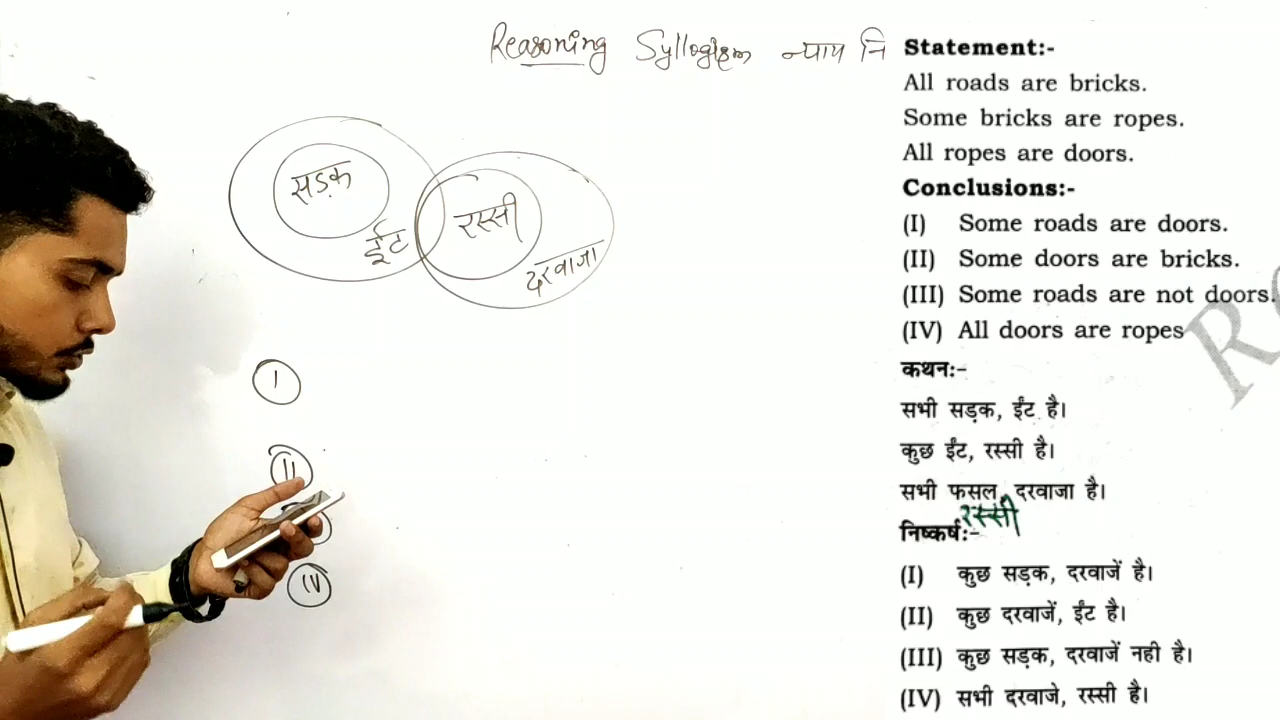 Reasoning Syllogism न्याय नि
सड़क
ईंट
रस्सी
दरवाजा
I
II
IV
Statement:-
All roads are bricks.
Some bricks are ropes.
All ropes are doors.
Conclusions:-
(I) Some roads are doors.
(II) Some doors are bricks.
(III) Some roads are not doors.
(IV) All doors are ropes
कथन:-
सभी सड़क, ईंट है।
कुछ ईंट, रस्सी है।
सभी फसल, दरवाजा है।
रस्सी
निष्कर्ष:-
(I) कुछ सड़क, दरवाजें है।
(II) कुछ दरवाजें, ईंट है।
(III) कुछ सड़क, दरवाजें नही है।
(IV) सभी दरवाजे, रस्सी है।